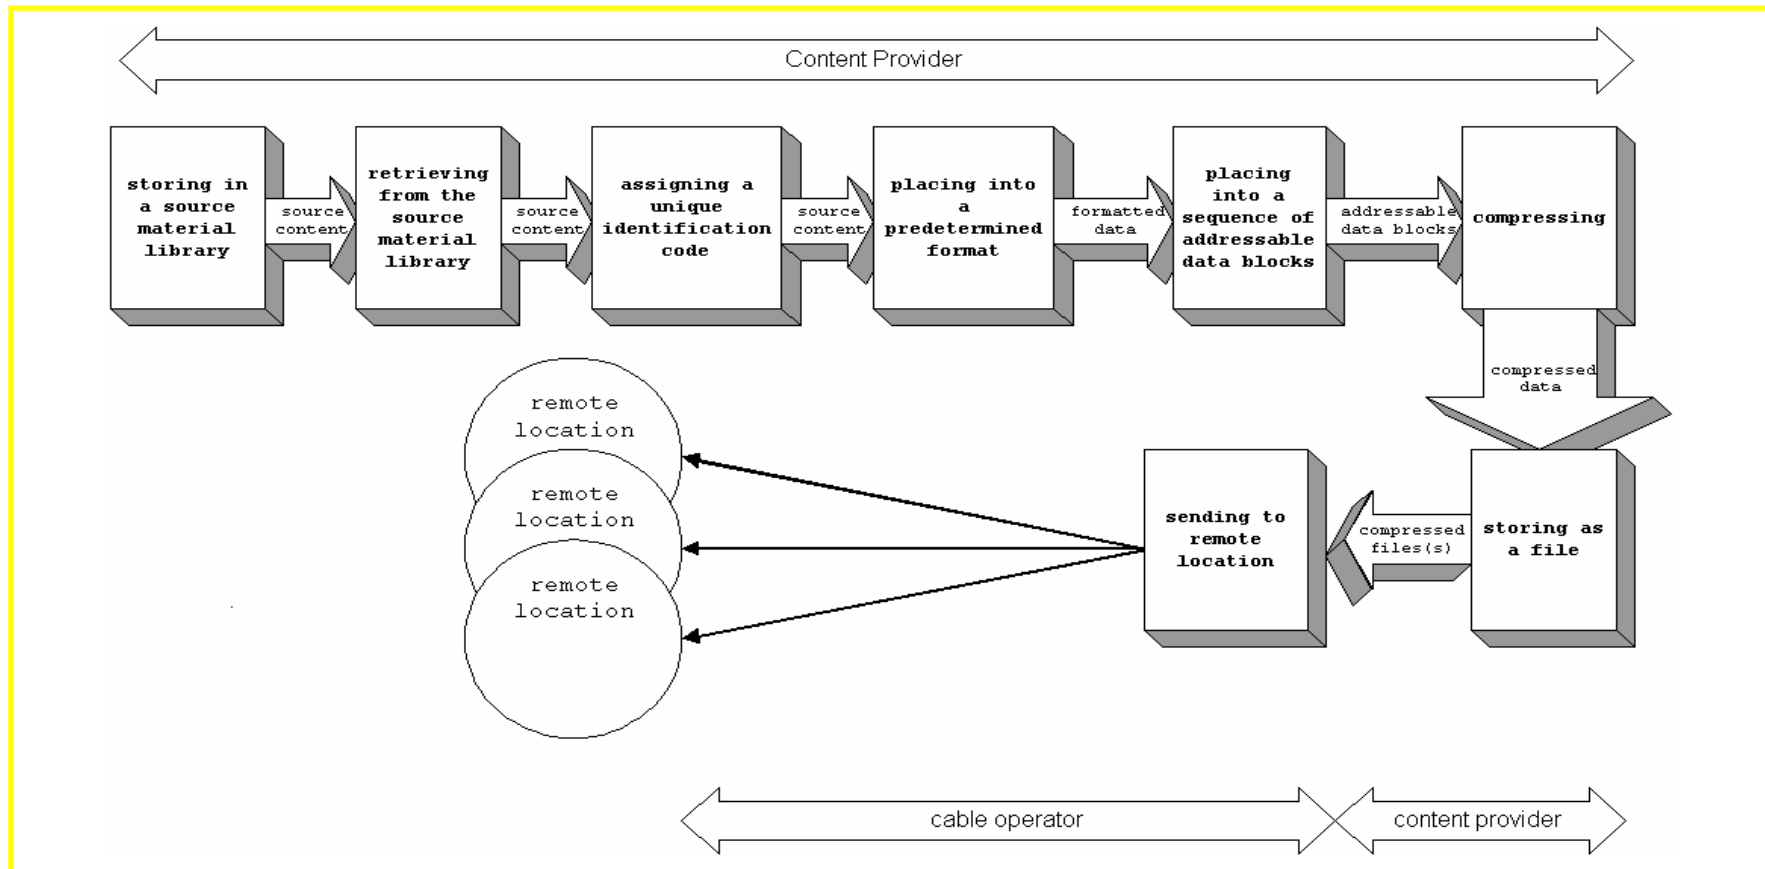 Content Provider
storing in
a source
material
library
source
content
retrieving
from the
source
material
library
source
content
assigning a
unique
identification
code
source
content
placing into
a
predetermined
format
formatted
data
placing
into a
sequence of
addressable
data blocks
addressable
data blocks
compressing
compressed
data
storing as
a file
compressed
files(s)
sending to
remote
location
remote
location
remote
location
remote
location
cable operator
content provider